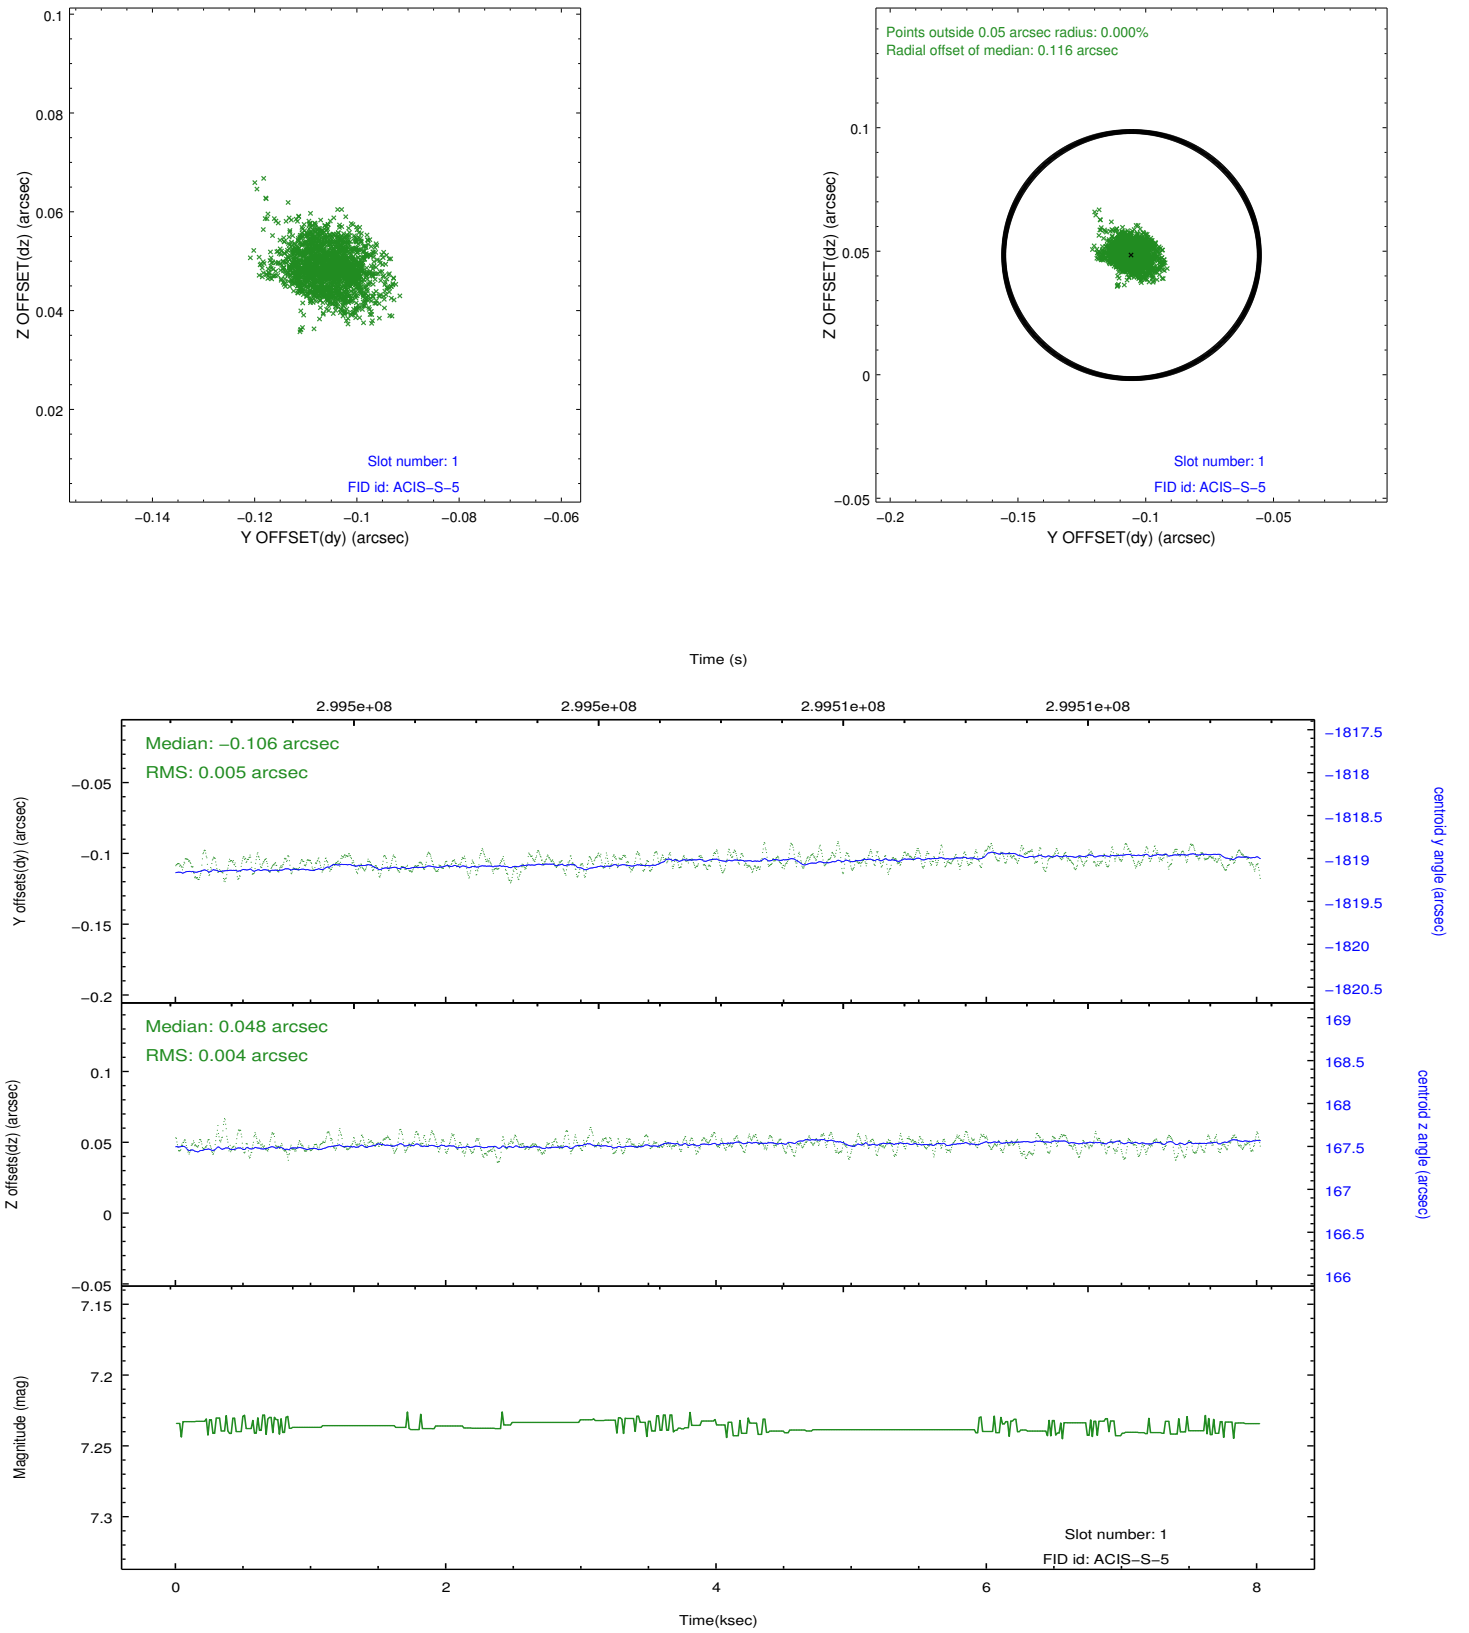 0.1
0.08
0.06
0.04
0.02
Z OFFSET(dz) (arcsec)
Slot number: 1
FID id: ACIS−S−5
−0.14 −0.12 −0.1 −0.08 −0.06
Y OFFSET(dy) (arcsec)
Points outside 0.05 arcsec radius: 0.000%
Radial offset of median: 0.116 arcsec
0.1
0.05
0
−0.05
Z OFFSET(dz) (arcsec)
Slot number: 1
FID id: ACIS−S−5
−0.2 −0.15 −0.1 −0.05
Y OFFSET(dy) (arcsec)
Time (s)
2.995e+08 2.995e+08 2.9951e+08 2.9951e+08
Median: −0.106 arcsec
RMS: 0.005 arcsec
−0.05
−0.1
−0.15
−0.2
Y offsets(dy) (arcsec)
−1817.5
−1818
−1818.5
−1819
−1819.5
−1820
−1820.5
centroid y angle (arcsec)
Median: 0.048 arcsec
RMS: 0.004 arcsec
0.1
0.05
0
−0.05
Z offsets(dz) (arcsec)
169
168.5
168
167.5
167
166.5
166
centroid z angle (arcsec)
7.15
7.2
7.25
7.3
Magnitude (mag)
Slot number: 1
FID id: ACIS−S−5
0 2 4 6 8
Time(ksec)